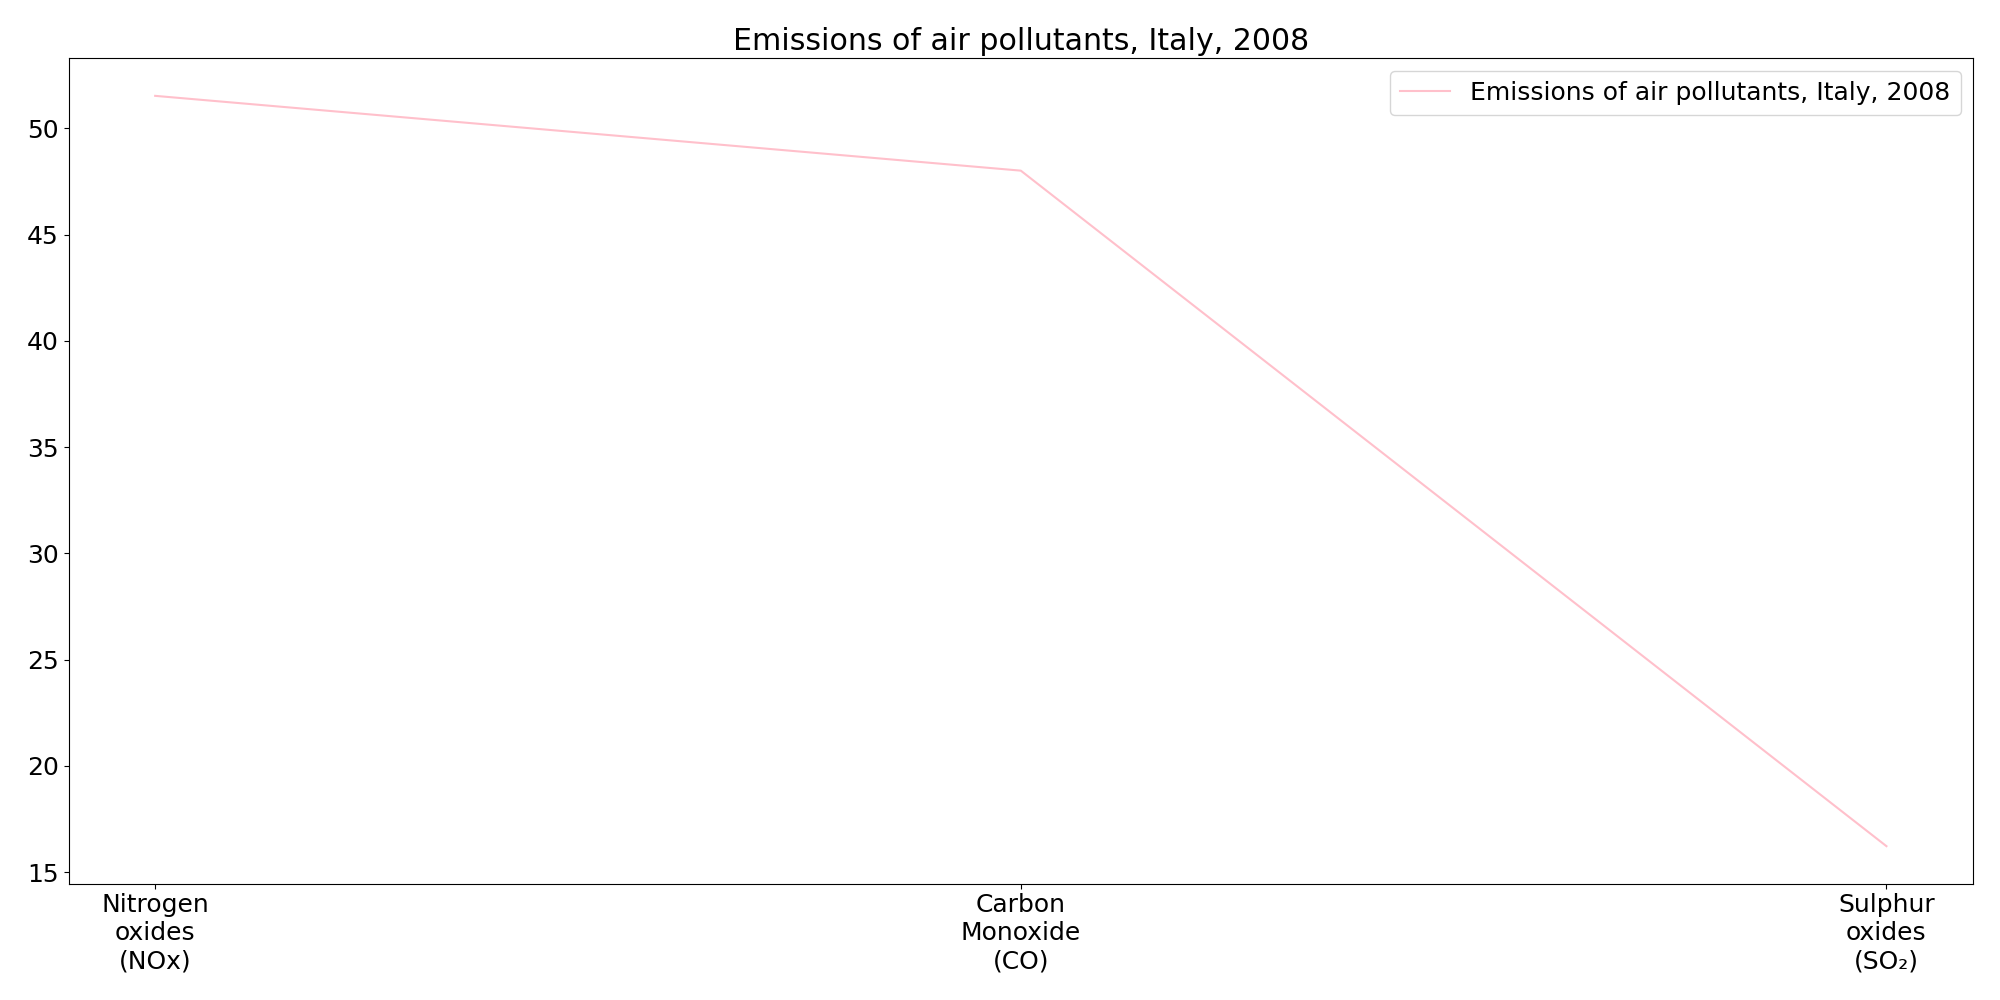 Emissions of air pollutants, Italy, 2008
Emissions of air pollutants, Italy, 2008
50
45
40
35
30
25
20
15
Nitrogen
oxides
(NOx)
Carbon
Monoxide
(CO)
Sulphur
oxides
(SO₂)